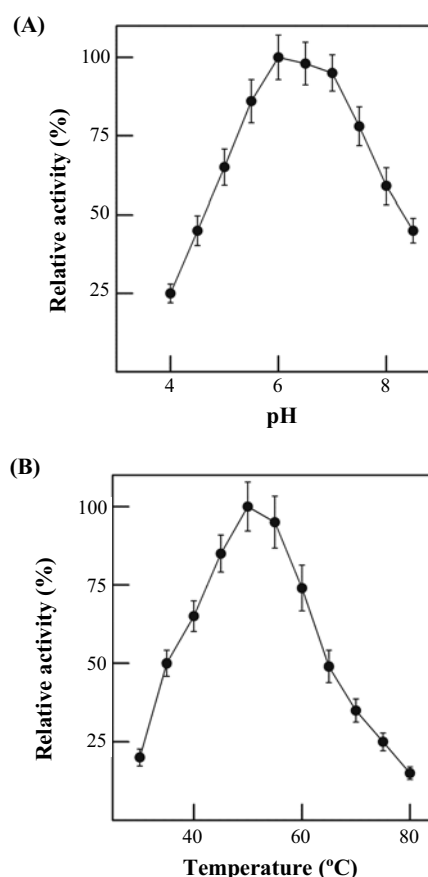 (A)
100
75
50
25
Relative activity (%)
4 6 8
pH
(B)
100
75
50
25
Relative activity (%)
40 60 80
Temperature (ºC)